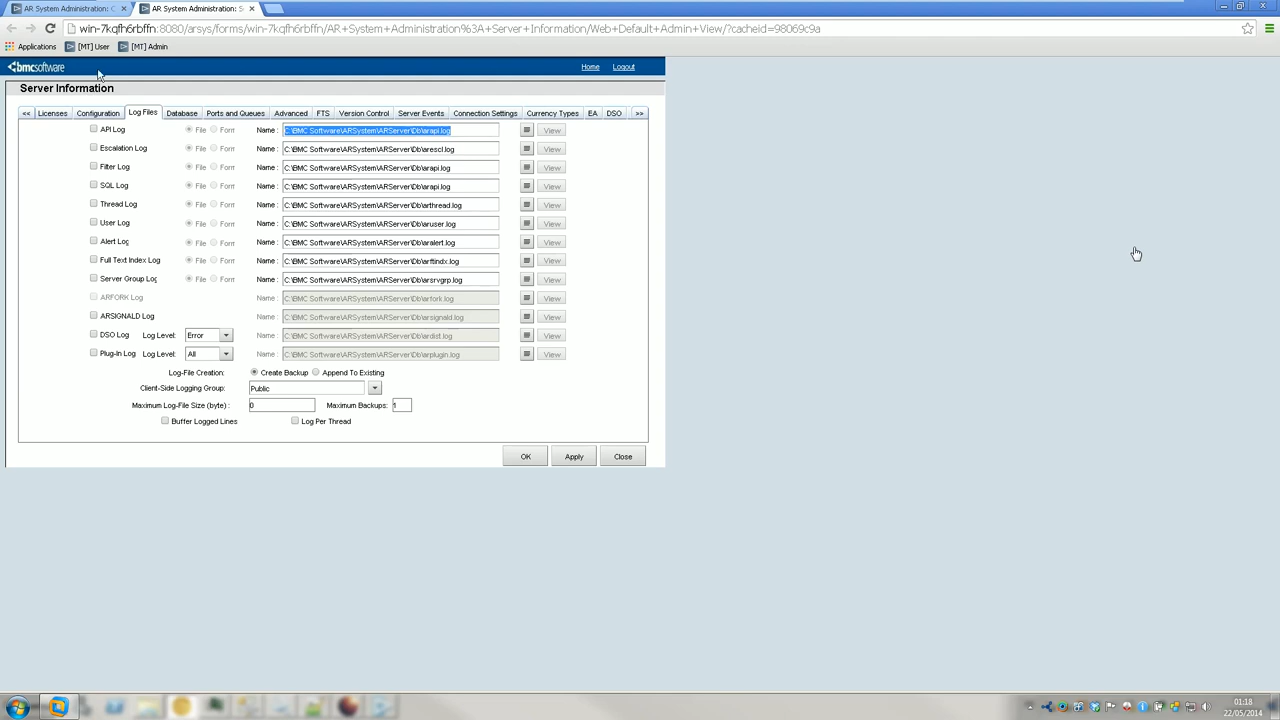 AR System Administration: C ×
AR System Administration: S ×
win-7kqfh6rbffn:8080/arsys/forms/win-7kqfh6rbffn/AR+System+Administration%3A+Server+Information/Web+Default+Admin+View/?cacheid=98069c9a
Applications [MT] User [MT] Admin
bmcsoftware Home Logout
Server Information
<< Licenses Configuration Log Files Database Ports and Queues Advanced FTS Version Control Server Events Connection Settings Currency Types EA DSO >>
API Log File Form Name : C:\BMC Software\ARSystem\ARServer\Db\arapi.log View
Escalation Log File Form Name : C:\BMC Software\ARSystem\ARServer\Db\arescl.log View
Filter Log File Form Name : C:\BMC Software\ARSystem\ARServer\Db\arapi.log View
SQL Log File Form Name : C:\BMC Software\ARSystem\ARServer\Db\arapi.log View
Thread Log File Form Name : C:\BMC Software\ARSystem\ARServer\Db\arthread.log View
User Log File Form Name : C:\BMC Software\ARSystem\ARServer\Db\aruser.log View
Alert Log File Form Name : C:\BMC Software\ARSystem\ARServer\Db\aralert.log View
Full Text Index Log File Form Name : C:\BMC Software\ARSystem\ARServer\Db\arftindx.log View
Server Group Log File Form Name : C:\BMC Software\ARSystem\ARServer\Db\arsrvgrp.log View
ARFORK Log Name : C:\BMC Software\ARSystem\ARServer\Db\arfork.log View
ARSIGNALD Log Name : C:\BMC Software\ARSystem\ARServer\Db\arsignald.log View
DSO Log Log Level: Error Name : C:\BMC Software\ARSystem\ARServer\Db\ardist.log View
Plug-In Log Log Level: All Name : C:\BMC Software\ARSystem\ARServer\Db\arplugin.log View
Log-File Creation: Create Backup Append To Existing
Client-Side Logging Group: Public
Maximum Log-File Size (byte) : 0 Maximum Backups: 1
Buffer Logged Lines Log Per Thread
OK Apply Close
01:18
22/05/2014